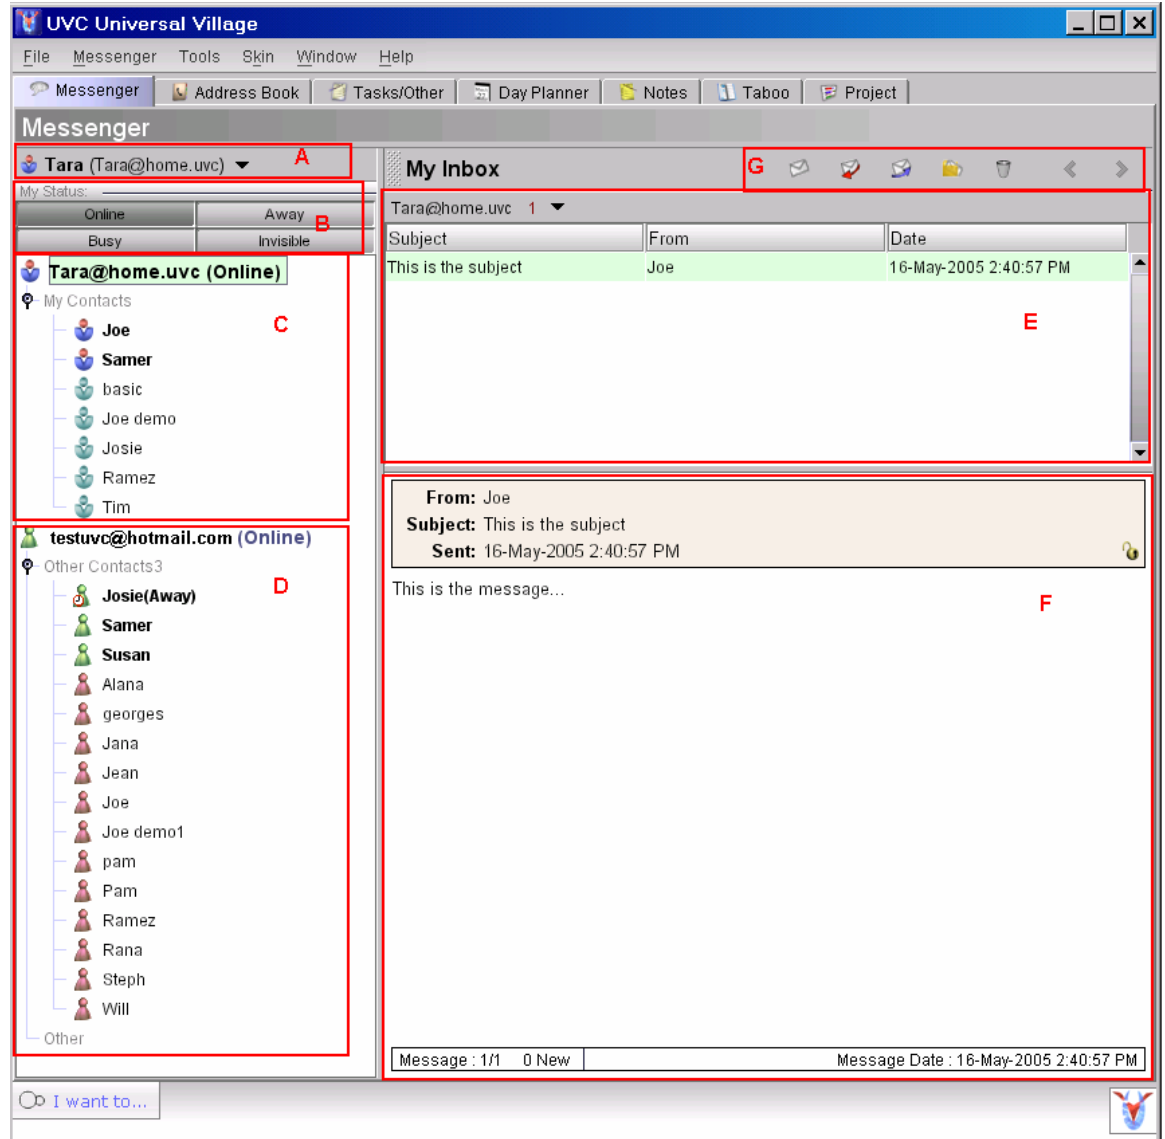 UVC Universal Village
File Messenger Tools Skin Window Help
Messenger Address Book Tasks/Other Day Planner Notes Taboo Project
Messenger
Tara (Tara@home.uvc) A
My Status:
Online Away
B
Busy Invisible
Tara@home.uvc (Online)
My Contacts
C
Joe
Samer
basic
Joe demo
Josie
Ramez
Tim
testuvc@hotmail.com (Online)
Other Contacts3
D
Josie(Away)
Samer
Susan
Alana
georges
Jana
Jean
Joe
Joe demo1
pam
Pam
Ramez
Rana
Steph
Will
Other
My Inbox G
Tara@home.uvc 1
Subject From Date
This is the subject Joe 16-May-2005 2:40:57 PM
E
From: Joe
Subject: This is the subject
Sent: 16-May-2005 2:40:57 PM
This is the message...
F
Message : 1/1 0 New Message Date : 16-May-2005 2:40:57 PM
I want to...